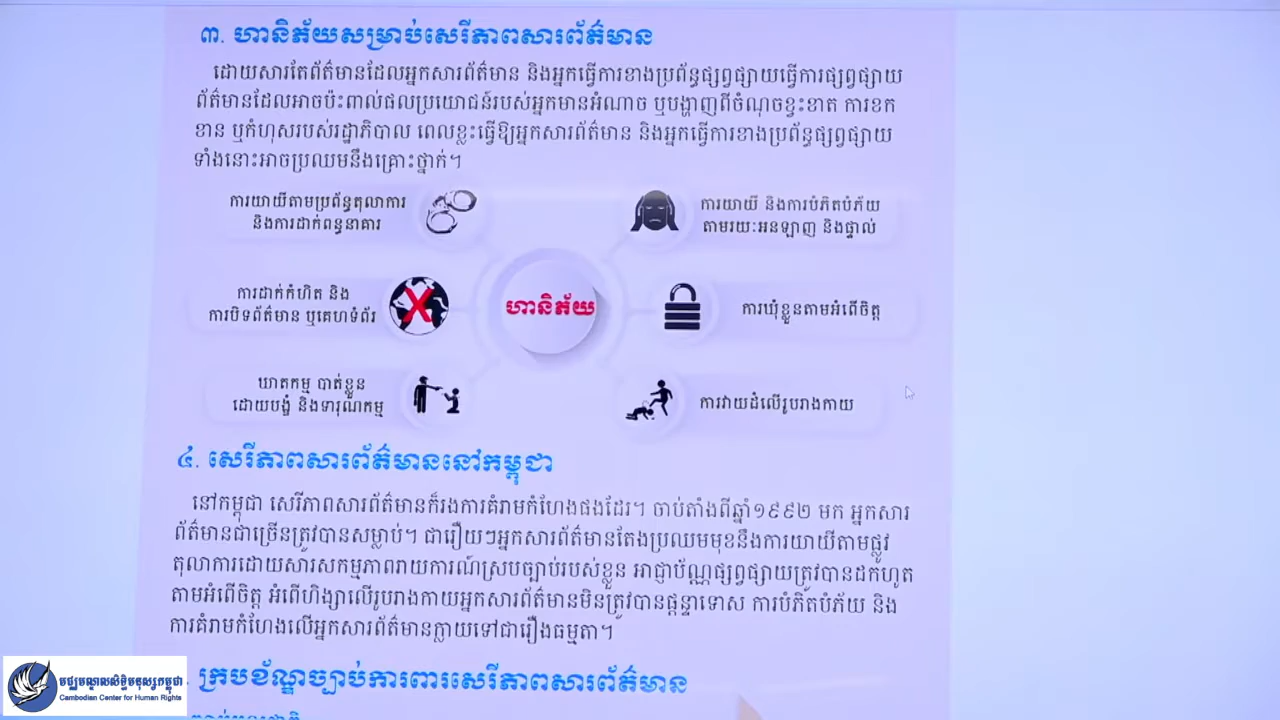 ៣. ហានិភ័យសម្រាប់សេរីភាពសារព័ត៌មាន
ដោយសារតែព័ត៌មានដែលអ្នកសារព័ត៌មាន និងអ្នកធ្វើការខាងប្រព័ន្ធផ្សព្វផ្សាយធ្វើការផ្សព្វផ្សាយ
ព័ត៌មានដែលអាចប៉ះពាល់ផលប្រយោជន៍របស់អ្នកមានអំណាច ឬបង្ហាញពីចំណុចខ្វះខាត ការខក
ខាន ឬកំហុសរបស់រដ្ឋាភិបាល ពេលខ្លះធ្វើឱ្យអ្នកសារព័ត៌មាន និងអ្នកធ្វើការខាងប្រព័ន្ធផ្សព្វផ្សាយ
ទាំងនោះអាចប្រឈមនឹងគ្រោះថ្នាក់។
ការយាយីតាមប្រព័ន្ធតុលាការ
និងការដាក់ពន្ធនាគារ
ការយាយី និងការបំភិតបំភ័យ
តាមរយៈអនឡាញ និងផ្ទាល់
ការដាក់កំហិត និង
ការបិទព័ត៌មាន ឬគេហទំព័រ
ហានិភ័យ
ការឃុំខ្លួនតាមអំពើចិត្ត
ឃាតកម្ម បាត់ខ្លួន
ដោយបង្ខំ និងទារុណកម្ម
ការវាយដំលើរូបរាងកាយ
៤. សេរីភាពសារព័ត៌មាននៅកម្ពុជា
នៅកម្ពុជា សេរីភាពសារព័ត៌មានក៏រងការគំរាមកំហែងផងដែរ។ ចាប់តាំងពីឆ្នាំ១៩៩២ មក អ្នកសារ
ព័ត៌មានជាច្រើនត្រូវបានសម្លាប់។ ជារឿយៗអ្នកសារព័ត៌មានតែងប្រឈមមុខនឹងការយាយីតាមផ្លូវ
តុលាការដោយសារសកម្មភាពរាយការណ៍ស្របច្បាប់របស់ខ្លួន អាជ្ញាប័ណ្ណផ្សព្វផ្សាយត្រូវបានដកហូត
តាមអំពើចិត្ត អំពើហិង្សាលើរូបរាងកាយអ្នកសារព័ត៌មានមិនត្រូវបានផ្តន្ទាទោស ការបំភិតបំភ័យ និង
ការគំរាមកំហែងលើអ្នកសារព័ត៌មានក្លាយទៅជារឿងធម្មតា។
ក្របខ័ណ្ឌច្បាប់ការពារសេរីភាពសារព័ត៌មាន
មជ្ឈមណ្ឌលសិទ្ធិមនុស្សកម្ពុជា
Cambodian Center for Human Rights